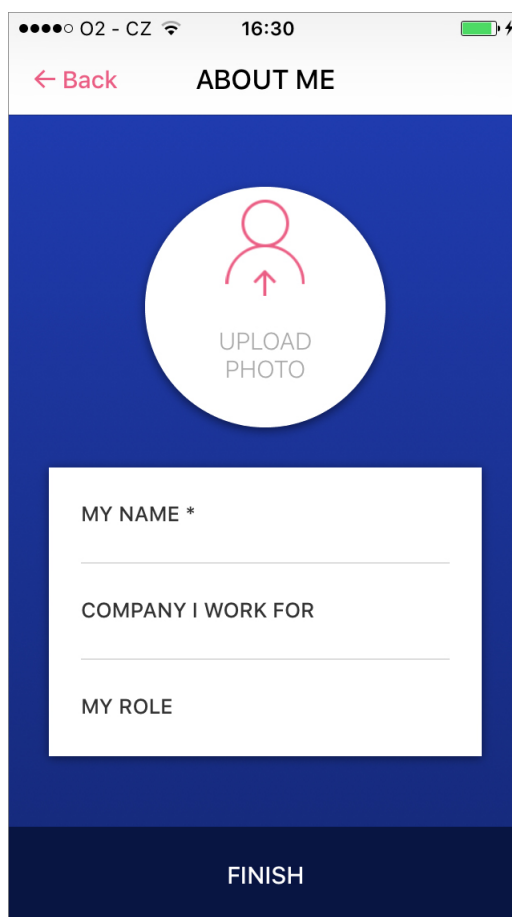 O2 - CZ 16:30
Back ABOUT ME
UPLOAD
PHOTO
MY NAME *
COMPANY I WORK FOR
MY ROLE
FINISH